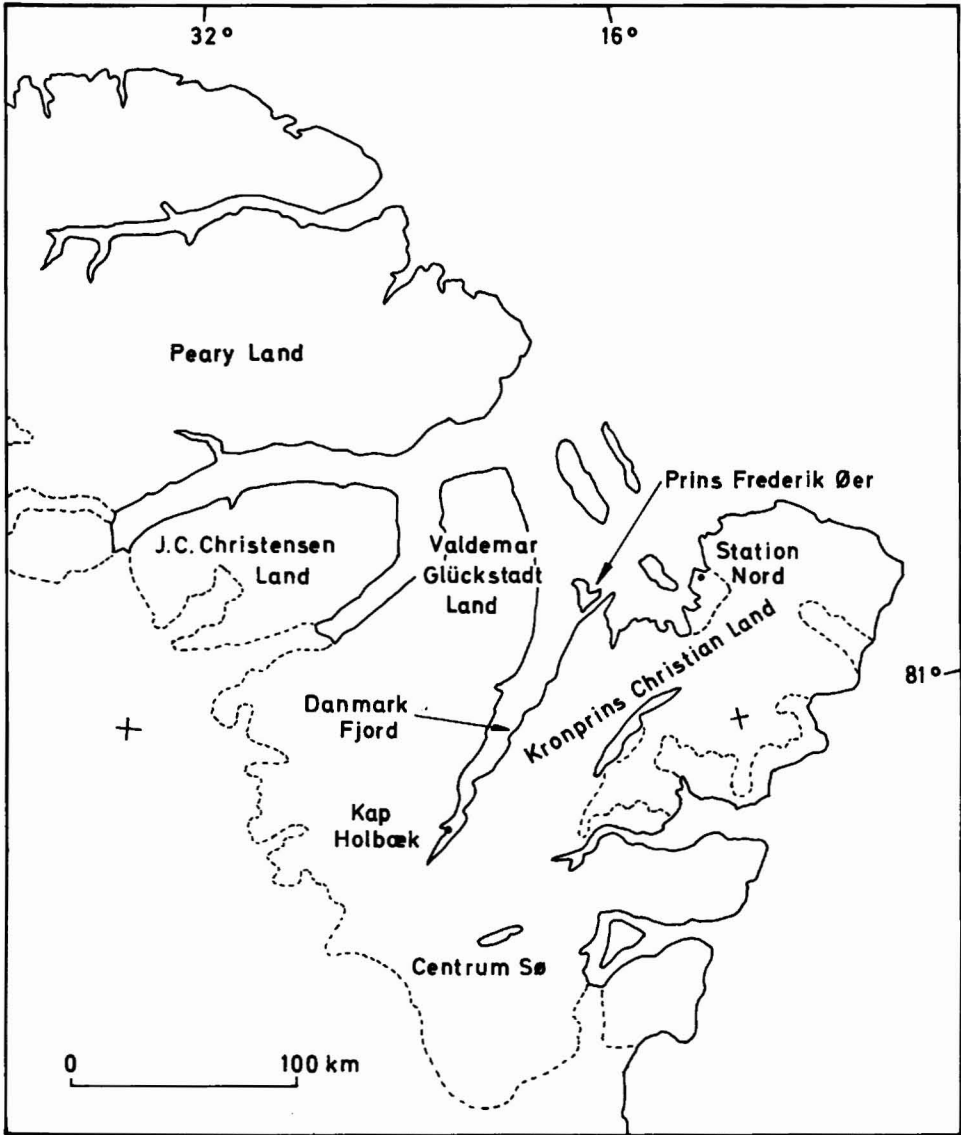 32°
16°
Peary Land
Prins Frederik Øer
J.C. Christensen
Land
Valdemar
Glückstadt
Land
Station
Nord
81°
Kronprins Christian Land
Danmark
Fjord
Kap
Holbæk
Centrum Sø
0
100 km